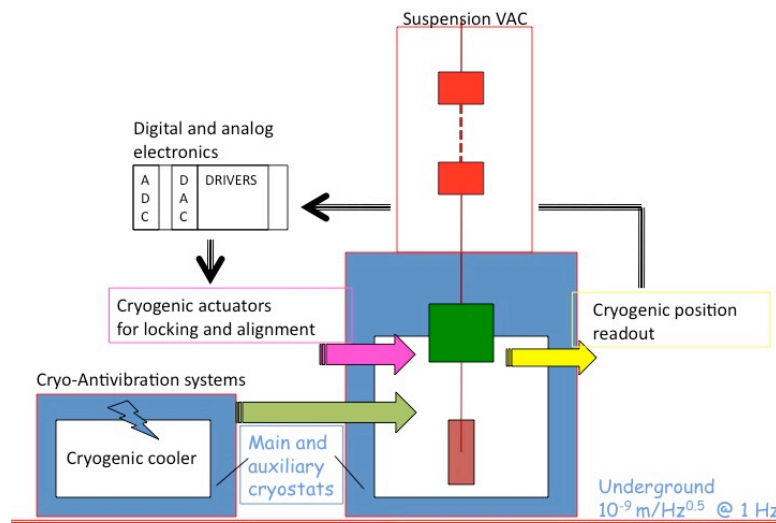 Suspension VAC
Digital and analog
electronics
A
D
C
D
A
C
DRIVERS
Cryogenic actuators
for locking and alignment
Cryogenic position
readout
Cryo-Antivibration systems
Cryogenic cooler
Main and
auxiliary
cryostats
Underground
10⁻⁹ m/Hz⁰·⁵ @ 1 Hz